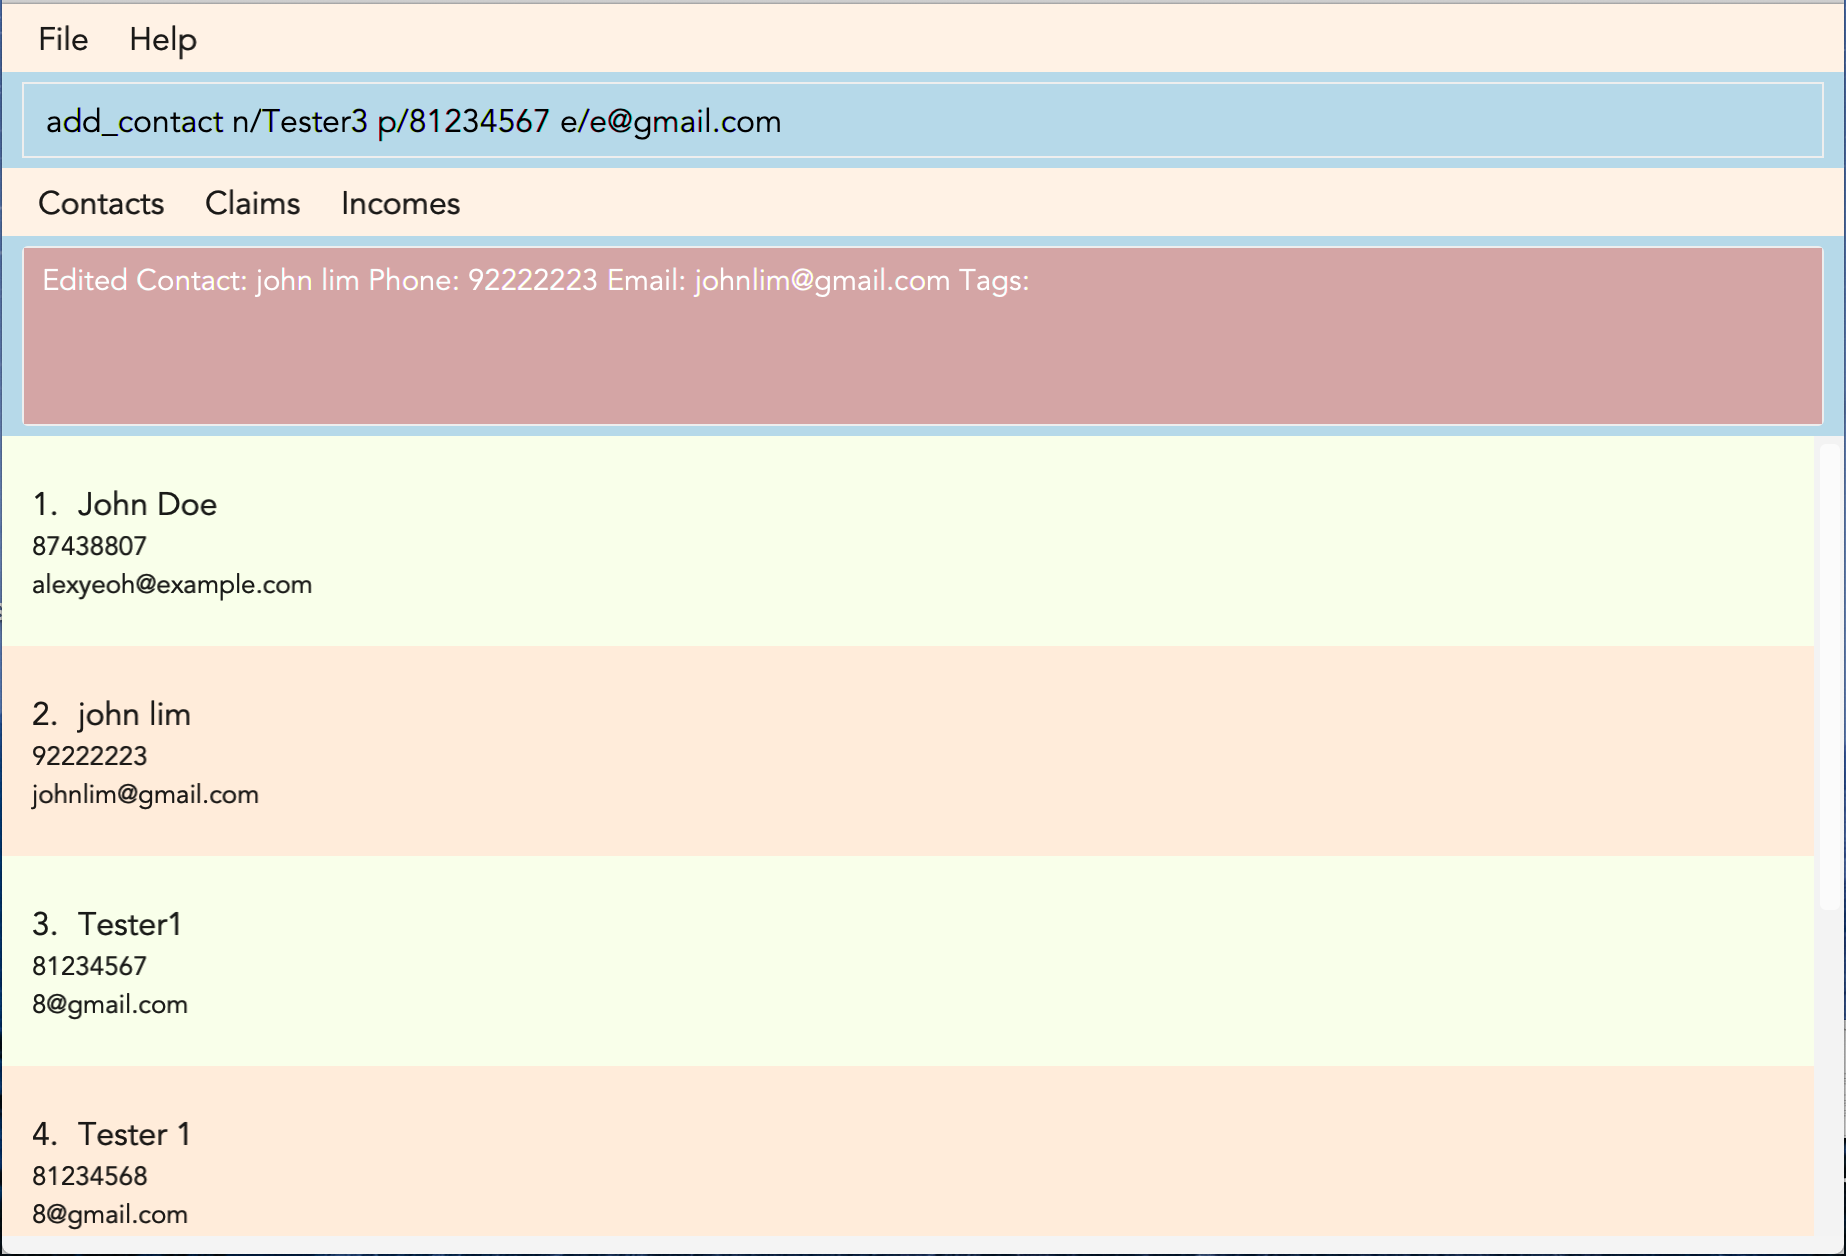 File Help
add_contact n/Tester3 p/81234567 e/e@gmail.com
Contacts Claims Incomes
Edited Contact: john lim Phone: 92222223 Email: johnlim@gmail.com Tags:
1. John Doe
87438807
alexyeoh@example.com
2. john lim
92222223
johnlim@gmail.com
3. Tester1
81234567
8@gmail.com
4. Tester 1
81234568
8@gmail.com